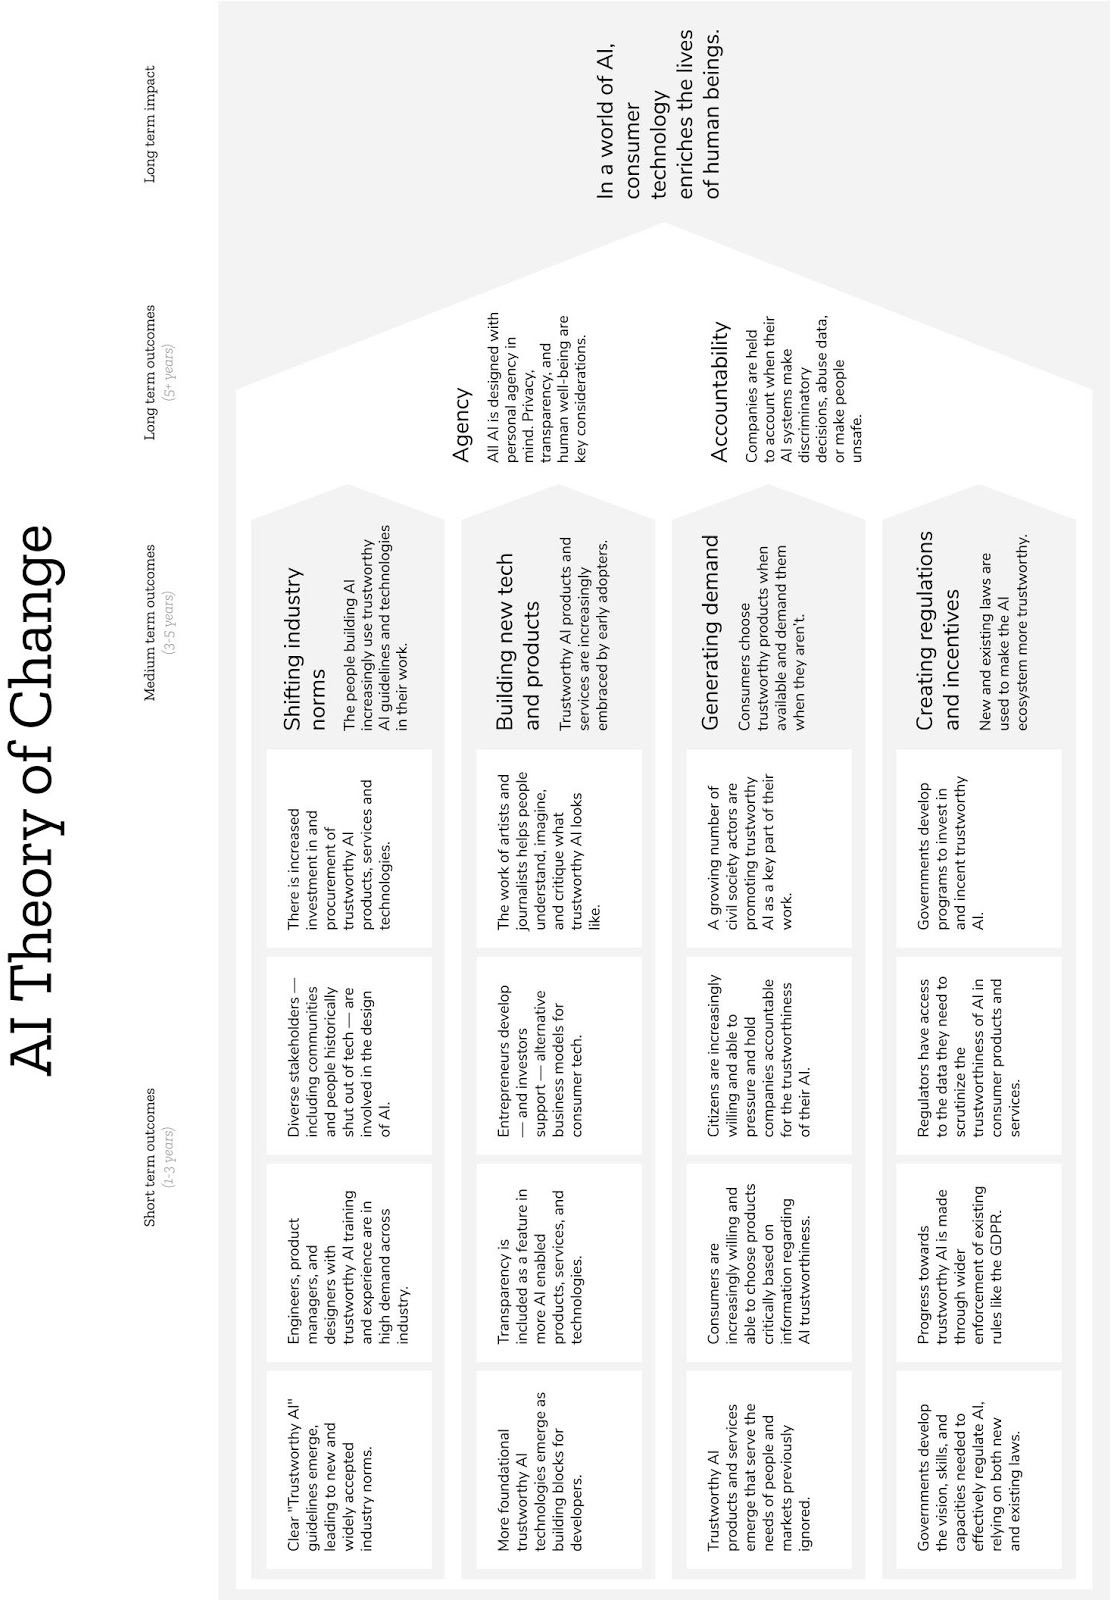 AI Theory of Change
Short term outcomes
(1-3 years)
Medium term outcomes
(3-5 years)
Long term outcomes
(5+ years)
Long term impact
Clear "Trustworthy AI"
guidelines emerge,
leading to new and
widely accepted
industry norms.
Engineers, product
managers, and
designers with
trustworthy AI training
and experience are in
high demand across
industry.
Diverse stakeholders —
including communities
and people historically
shut out of tech — are
involved in the design
of AI.
There is increased
investment in and
procurement of
trustworthy AI
products, services and
technologies.
Shifting industry
norms
The people building AI
increasingly use trustworthy
AI guidelines and technologies
in their work.
More foundational
trustworthy AI
technologies emerge as
building blocks for
developers.
Transparency is
included as a feature in
more AI enabled
products, services, and
technologies.
Entrepreneurs develop
— and investors
support — alternative
business models for
consumer tech.
The work of artists and
journalists helps people
understand, imagine,
and critique what
trustworthy AI looks
like.
Building new tech
and products
Trustworthy AI products and
services are increasingly
embraced by early adopters.
Trustworthy AI
products and services
emerge that serve the
needs of people and
markets previously
ignored.
Consumers are
increasingly willing and
able to choose products
critically based on
information regarding
AI trustworthiness.
Citizens are increasingly
willing and able to
pressure and hold
companies accountable
for the trustworthiness
of their AI.
A growing number of
civil society actors are
promoting trustworthy
AI as a key part of their
work.
Generating demand
Consumers choose
trustworthy products when
available and demand them
when they aren't.
Governments develop
the vision, skills, and
capacities needed to
effectively regulate AI,
relying on both new
and existing laws.
Progress towards
trustworthy AI is made
through wider
enforcement of existing
rules like the GDPR.
Regulators have access
to the data they need to
scrutinize the
trustworthiness of AI in
consumer products and
services.
Governments develop
programs to invest in
and incent trustworthy
AI.
Creating regulations
and incentives
New and existing laws are
used to make the AI
ecosystem more trustworthy.
Agency
All AI is designed with
personal agency in
mind. Privacy,
transparency, and
human well-being are
key considerations.
Accountability
Companies are held
to account when their
AI systems make
discriminatory
decisions, abuse data,
or make people
unsafe.
In a world of AI,
consumer
technology
enriches the lives
of human beings.